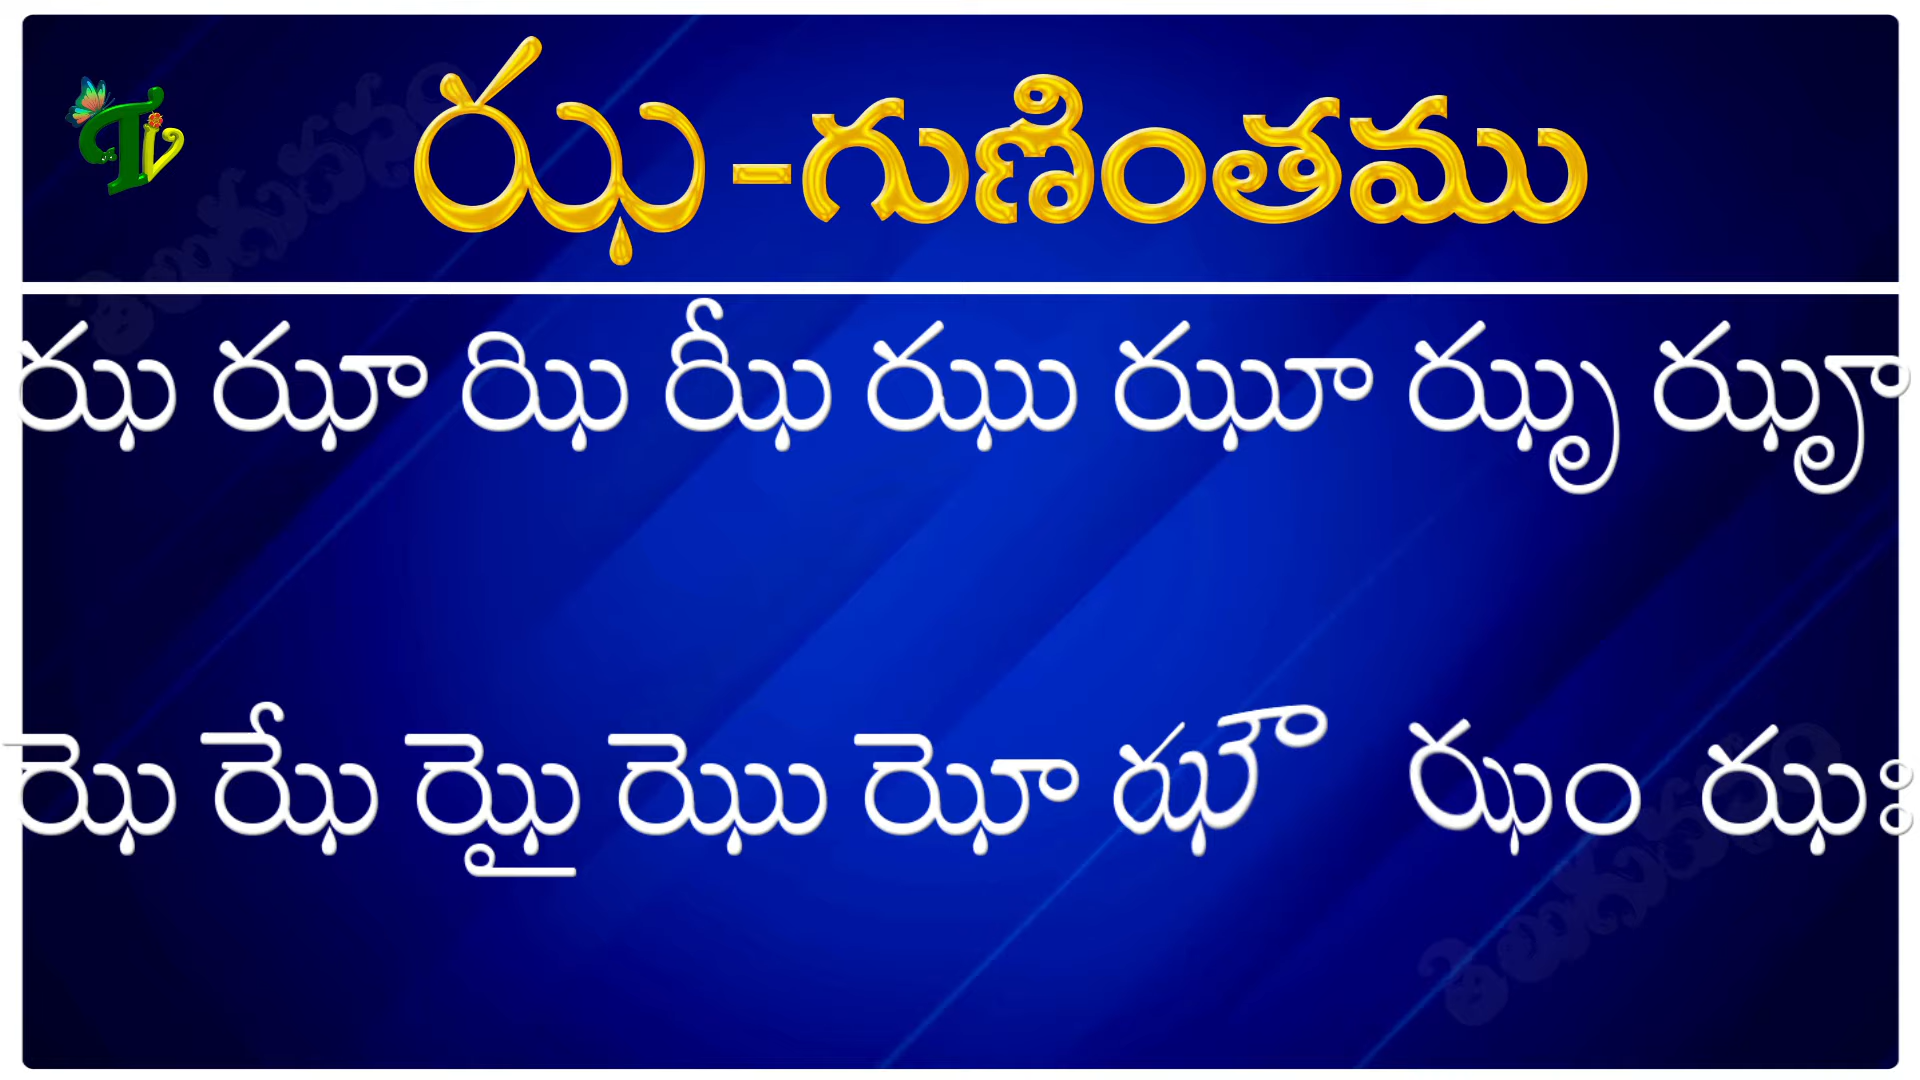 ఝ-గుణింతము
ఝ ఝా ఝి ఝీ ఝు ఝూ ఝృ ఝౄ
ఝె ఝే ఝై ఝొ ఝో ఝౌ ఝం ఝః